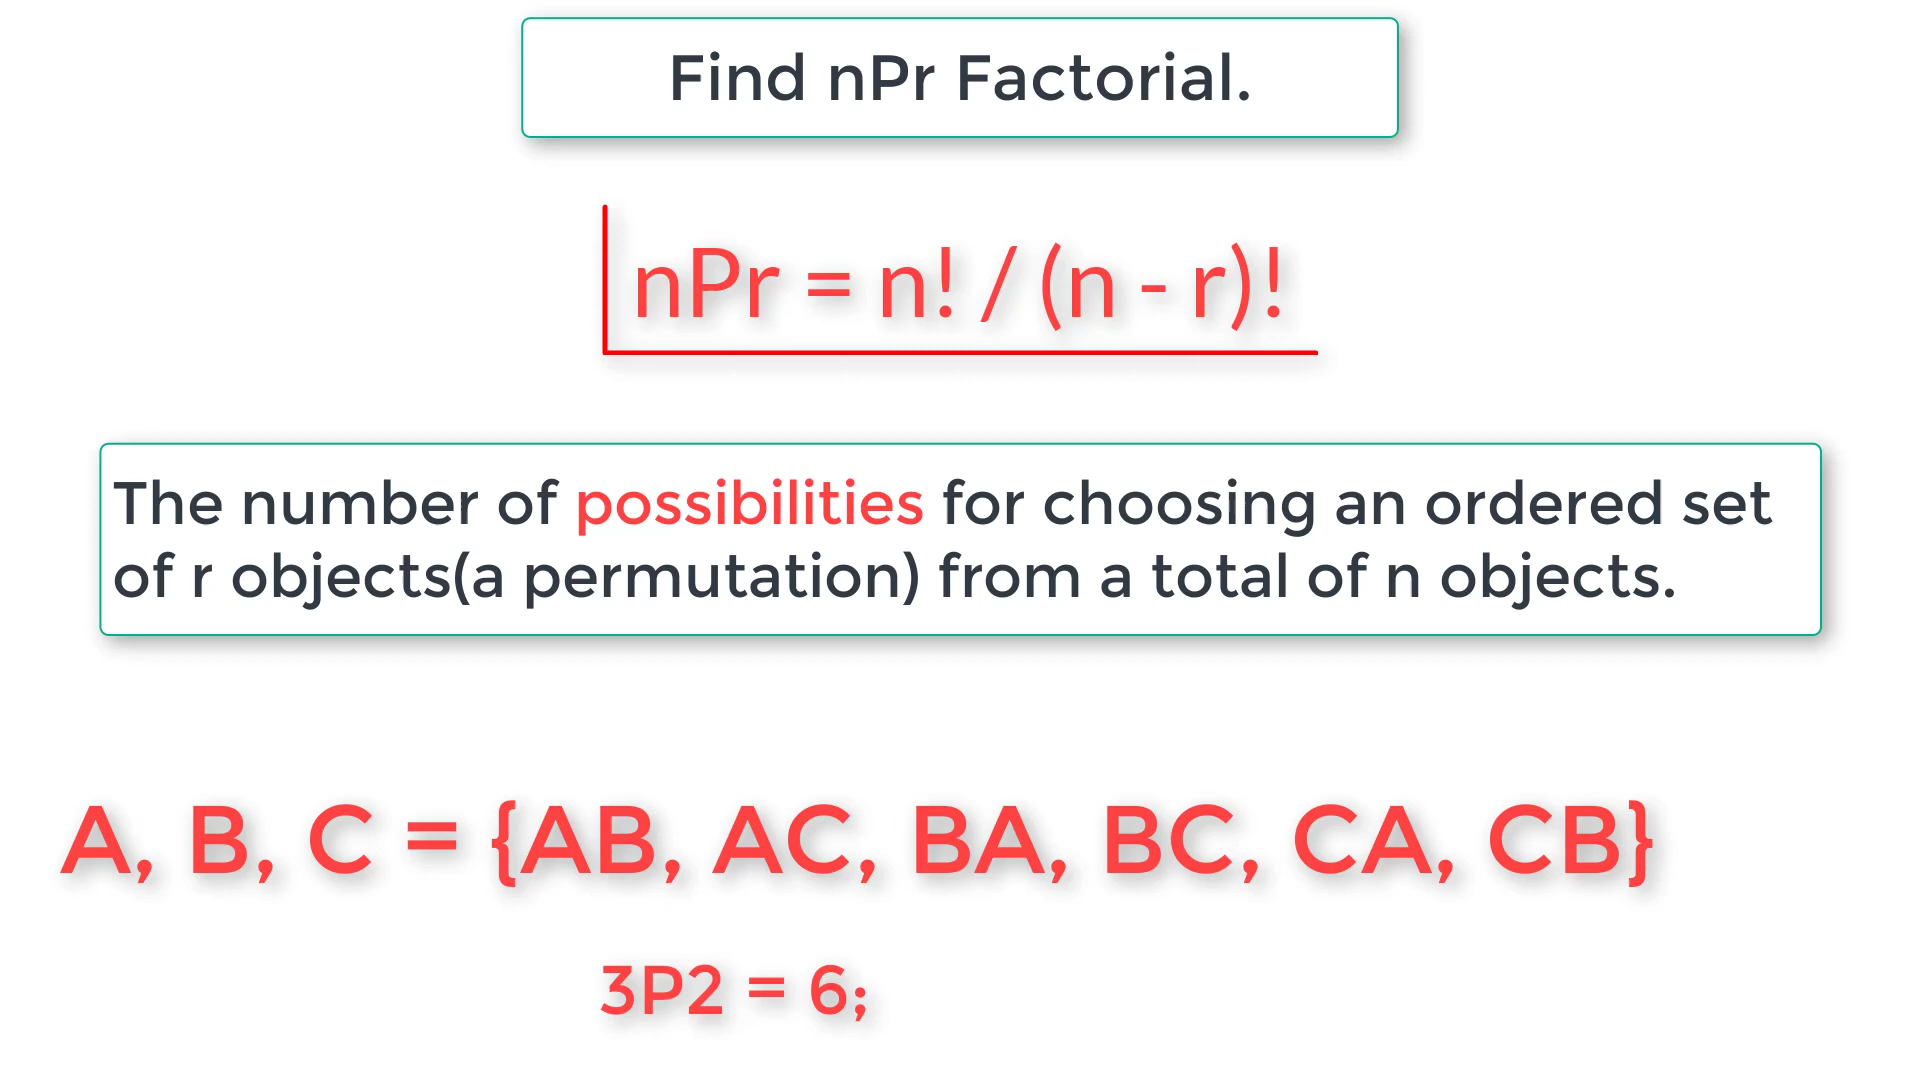 Find nPr Factorial.
nPr = n! / (n - r)!
The number of possibilities for choosing an ordered set
of r objects(a permutation) from a total of n objects.
A, B, C = {AB, AC, BA, BC, CA, CB}
3P2 = 6;